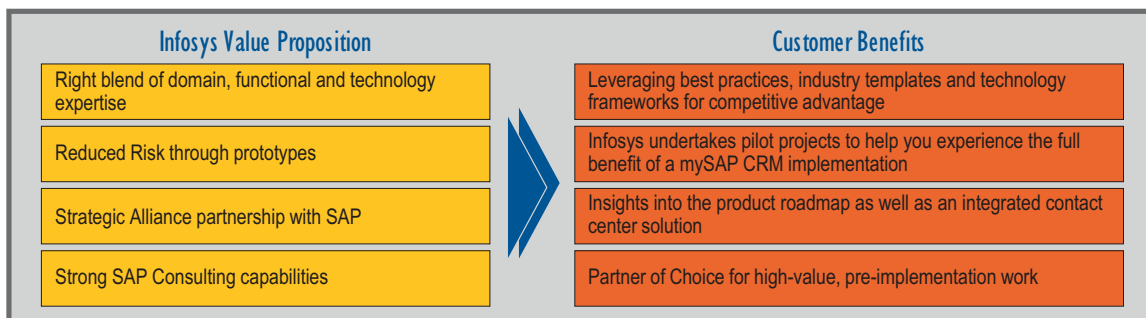 Infosys Value Proposition
Right blend of domain, functional and technology
expertise
Reduced Risk through prototypes
Strategic Alliance partnership with SAP
Strong SAP Consulting capabilities
Customer Benefits
Leveraging best practices, industry templates and technology
frameworks for competitive advantage
Infosys undertakes pilot projects to help you experience the full
benefit of a mySAP CRM implementation
Insights into the product roadmap as well as an integrated contact
center solution
Partner of Choice for high-value, pre-implementation work